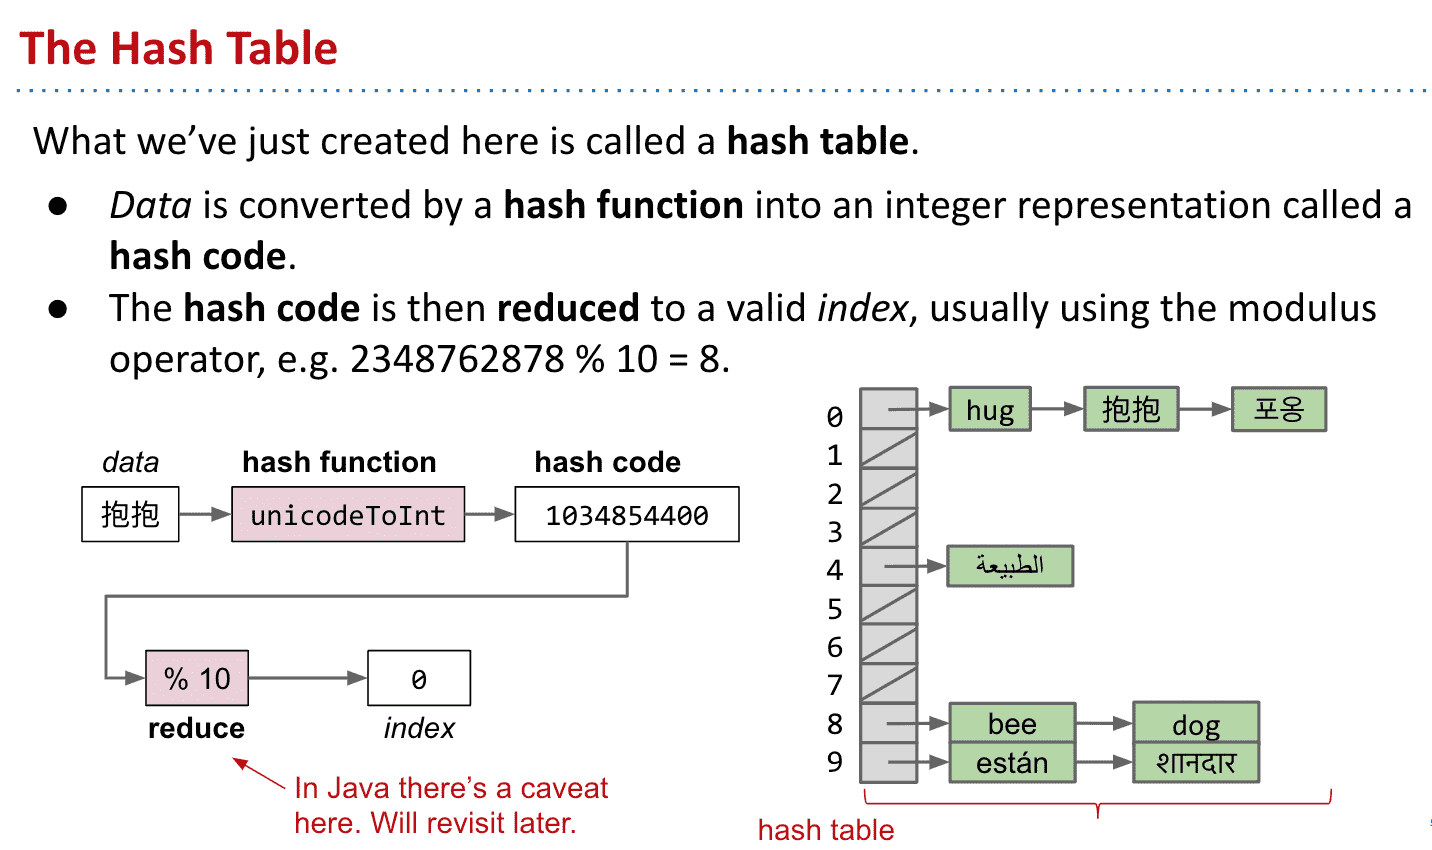 The Hash Table
What we’ve just created here is called a hash table.
● Data is converted by a hash function into an integer representation called a
hash code.
● The hash code is then reduced to a valid index, usually using the modulus
operator, e.g. 2348762878 % 10 = 8.
data
hash function
hash code
抱抱
unicodeToInt
1034854400
% 10
0
reduce
index
In Java there’s a caveat
here. Will revisit later.
0 hug 抱抱 포옹
1
2
3
4 الطبيعة
5
6
7
8 bee dog
9 están शानदार
hash table